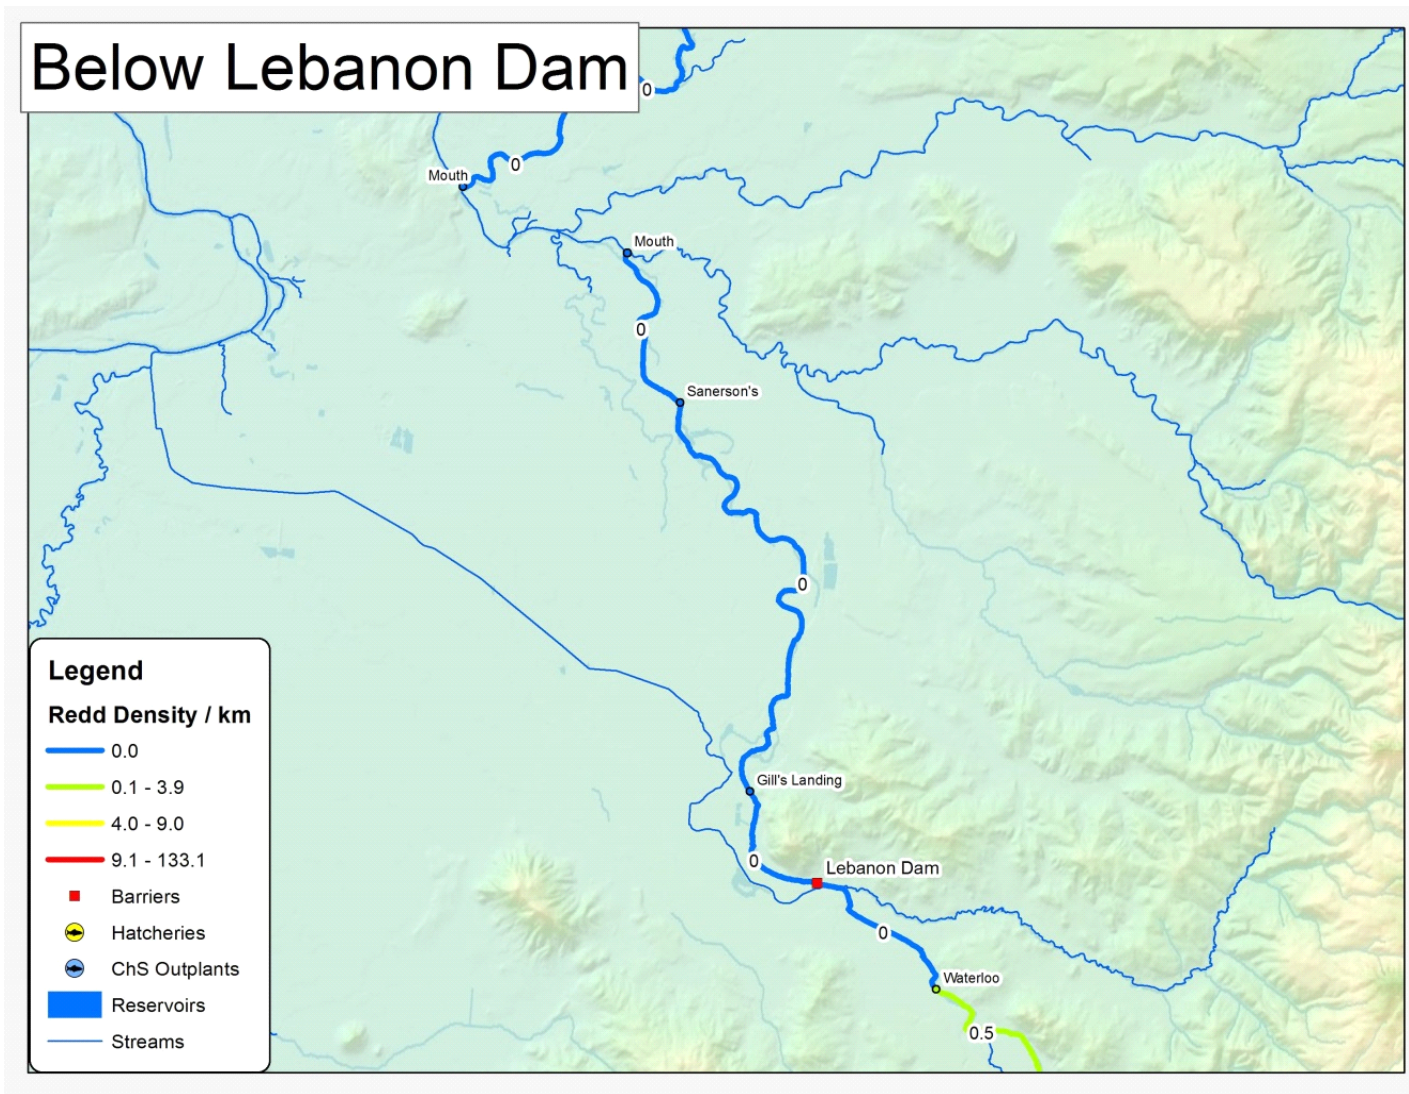 Below Lebanon Dam
0
0
Mouth
Mouth
0
Sanerson's
0
Gill's Landing
0
Lebanon Dam
0
Waterloo
0.5
Legend
Redd Density / km
0.0
0.1 - 3.9
4.0 - 9.0
9.1 - 133.1
Barriers
Hatcheries
ChS Outplants
Reservoirs
Streams